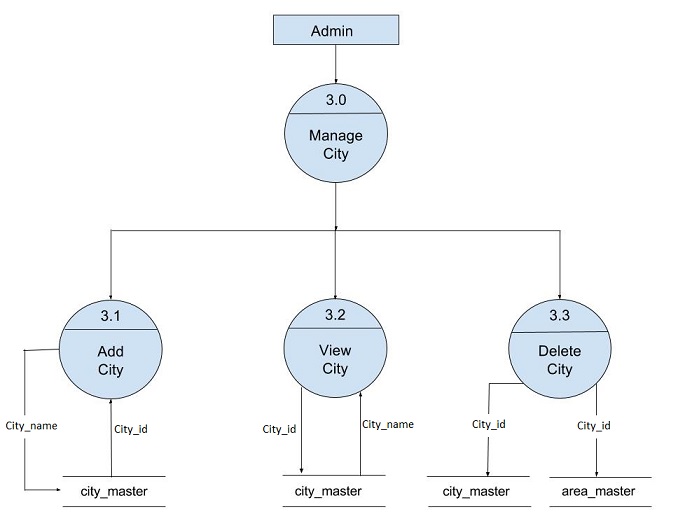 Admin
3.0
Manage
City
3.1
Add
City
3.2
View
City
3.3
Delete
City
City_name
City_id
City_id
City_name
City_id
City_id
city_master
city_master
city_master
area_master